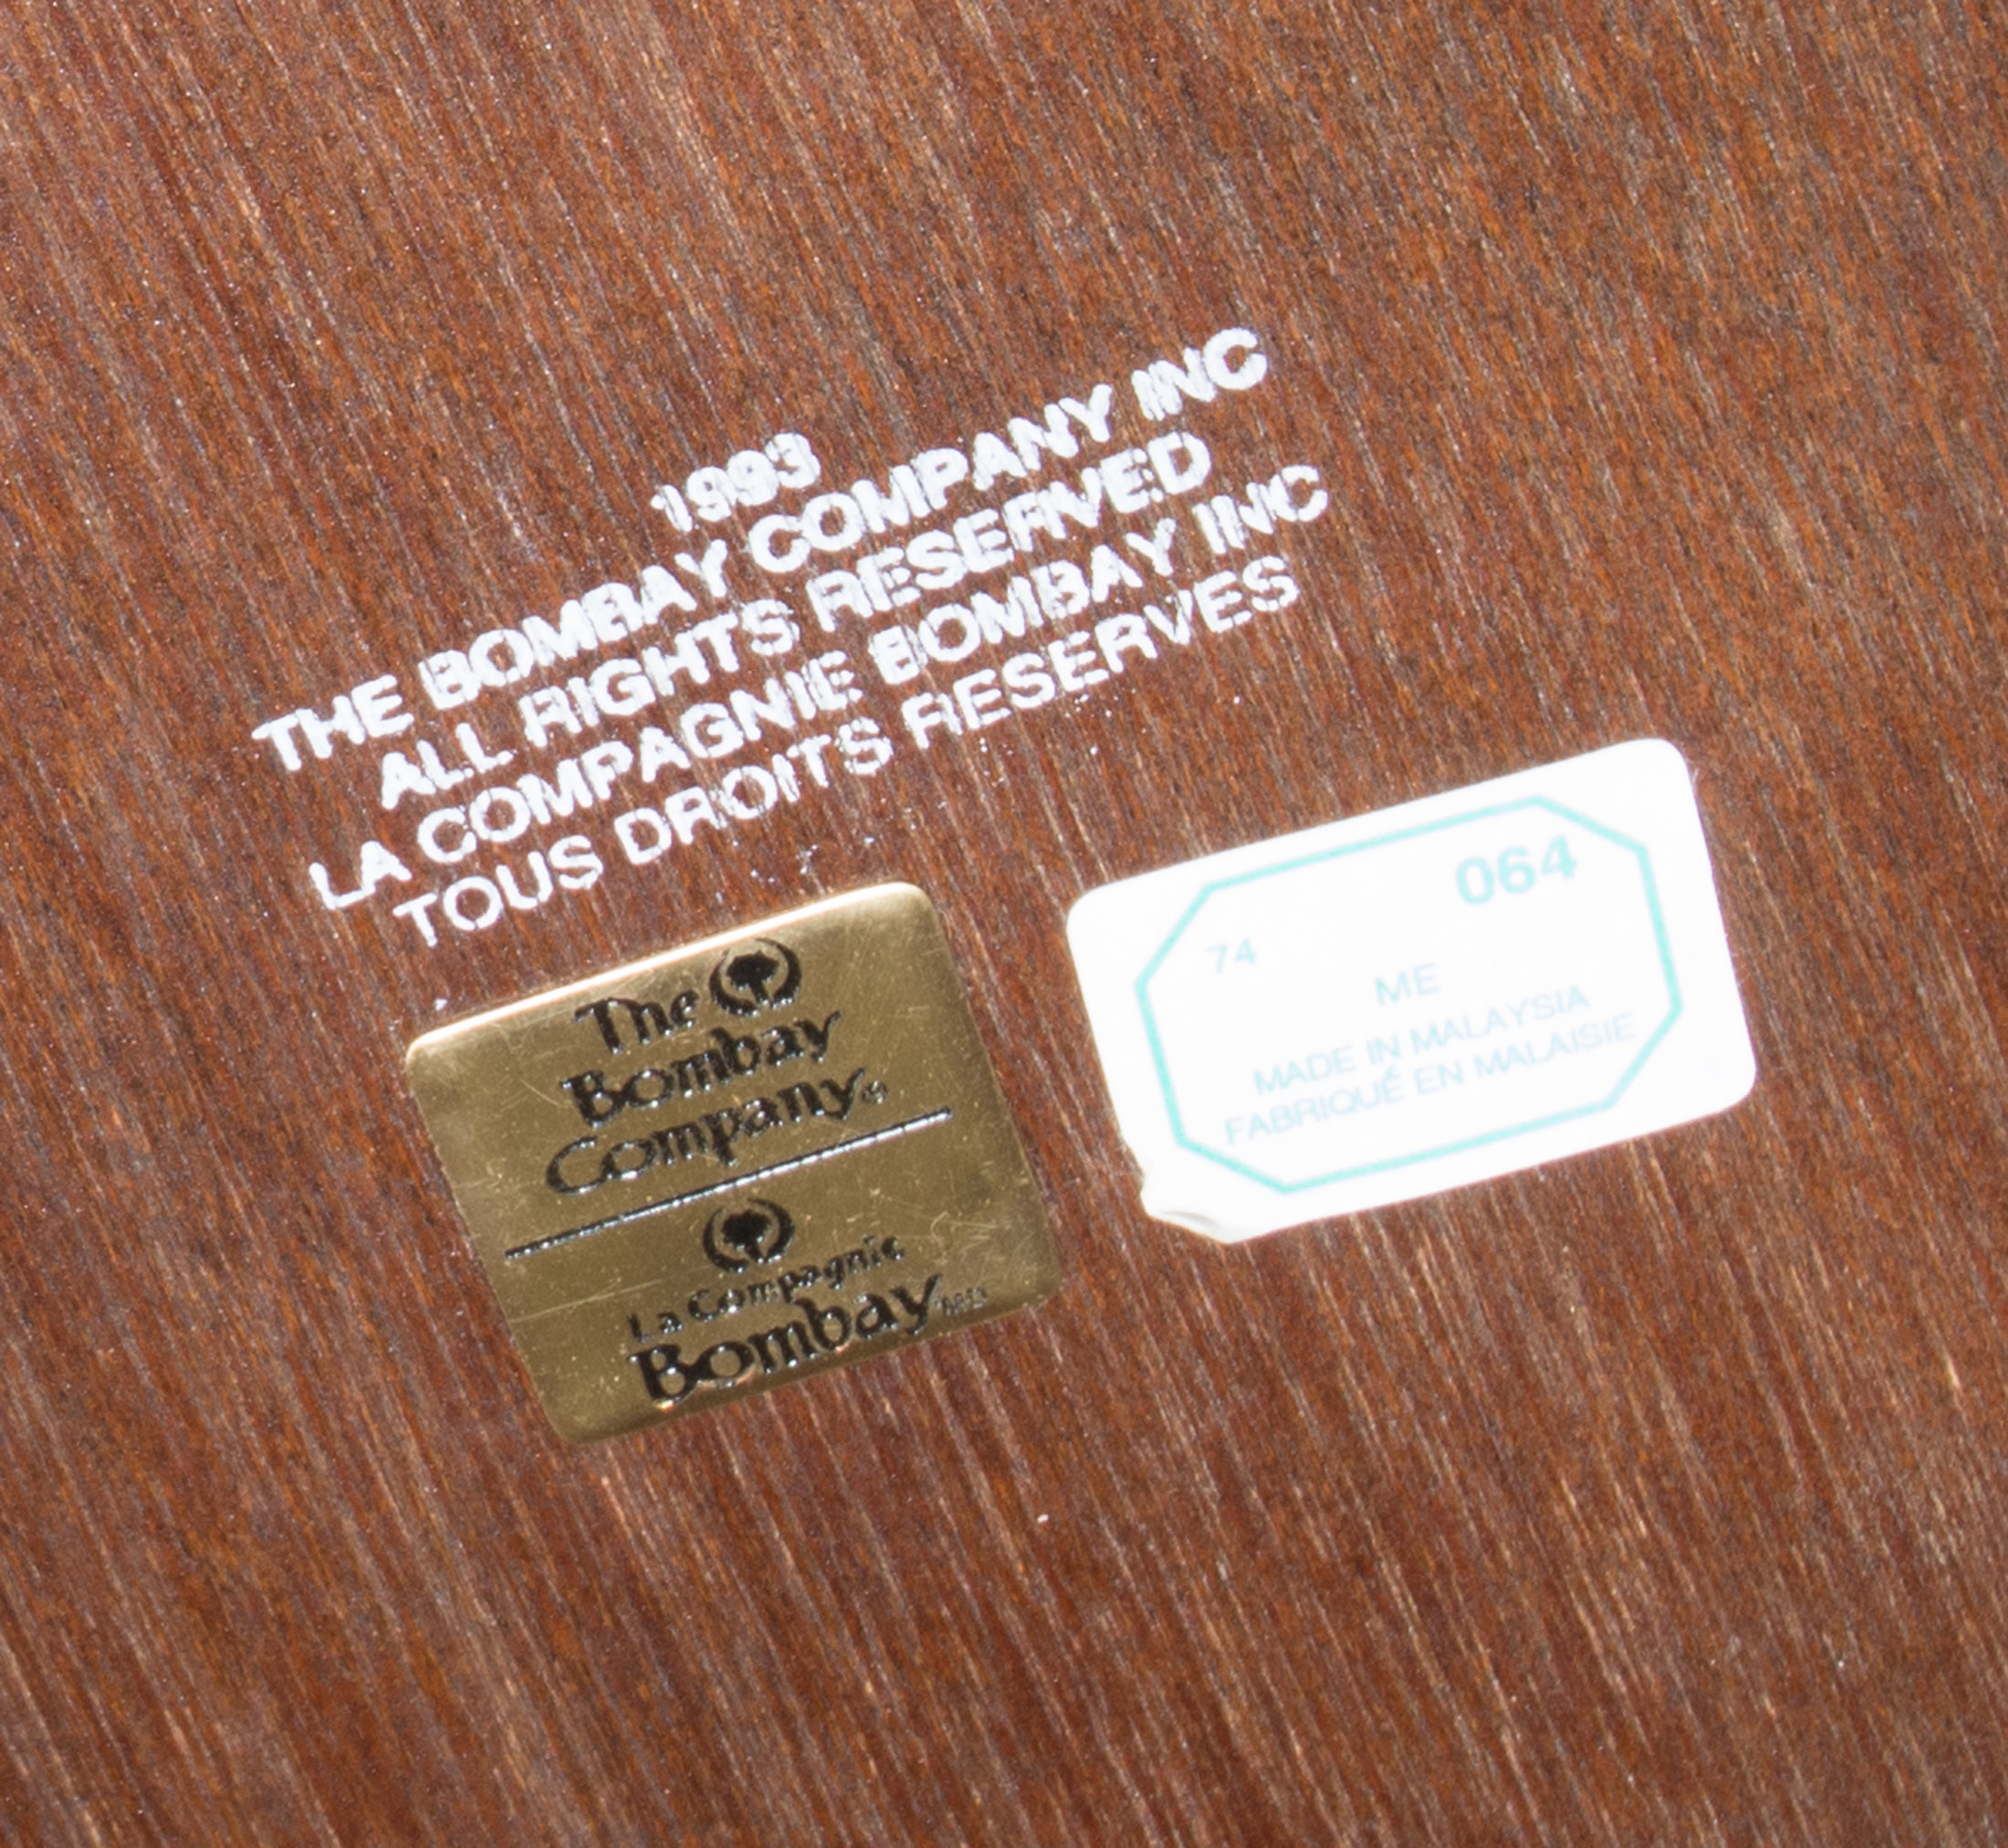 1993
THE BOMBAY COMPANY INC
ALL RIGHTS RESERVED
LA COMPAGNIE BOMBAY INC
TOUS DROITS RESERVES
The
Bombay
Company®
La Compagnie
Bombay MD
064
74
ME
MADE IN MALAYSIA
FABRIQUÉ EN MALAISIE